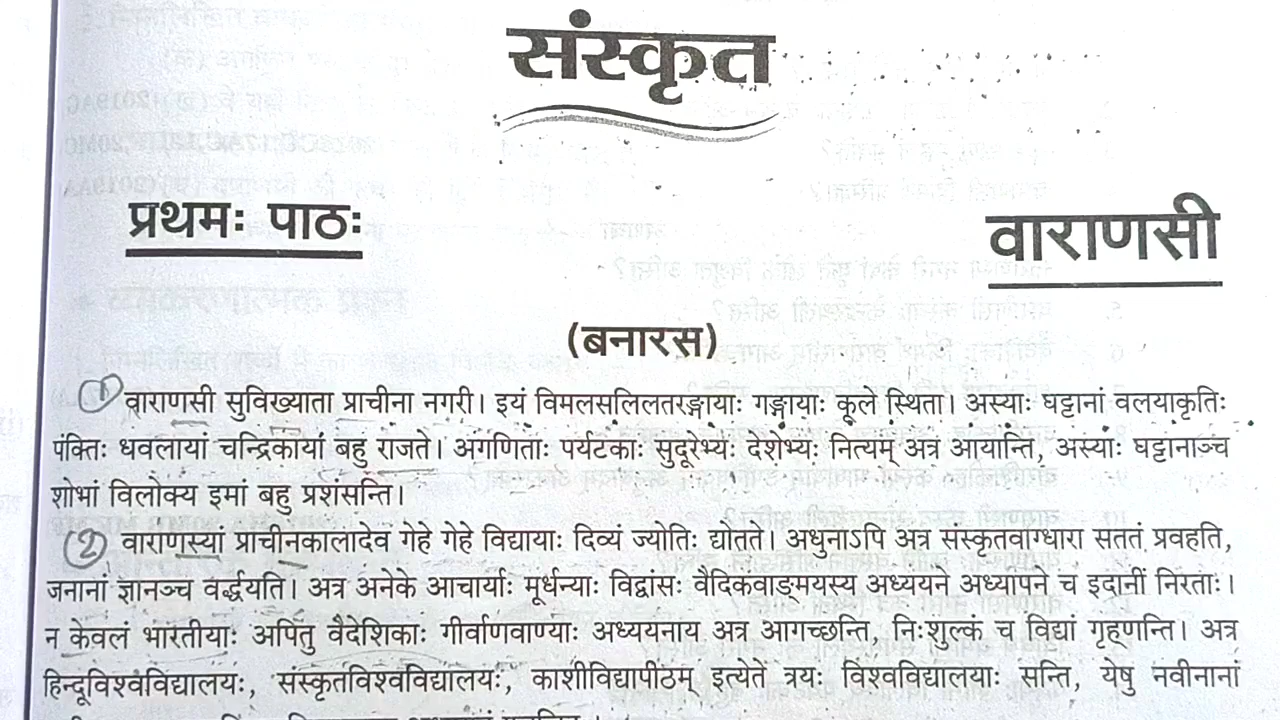 संस्कृत
प्रथमः पाठः
वाराणसी
(बनारस)
1 वाराणसी सुविख्याता प्राचीना नगरी। इयं विमलसलिलतरङ्गायाः गङ्गायाः कूले स्थिता। अस्याः घट्टानां वलयाकृतिः
पंक्तिः धवलायां चन्द्रिकायां बहु राजते। अगणिताः पर्यटकाः सुदूरेभ्यः देशेभ्यः नित्यम् अत्र आयान्ति, अस्याः घट्टानाञ्च
शोभां विलोक्य इमां बहु प्रशंसन्ति।
2 वाराणस्यां प्राचीनकालादेव गेहे गेहे विद्यायाः दिव्यं ज्योतिः द्योतते। अधुनाऽपि अत्र संस्कृतवाग्धारा सततं प्रवहति,
जनानां ज्ञानञ्च वर्द्धयति। अत्र अनेके आचार्याः मूर्धन्याः विद्वांसः वैदिकवाङ्मयस्य अध्ययने अध्यापने च इदानीं निरताः।
न केवलं भारतीयाः अपितु वैदेशिकाः गीर्वाणवाण्याः अध्ययनाय अत्र आगच्छन्ति, निःशुल्कं च विद्यां गृहणन्ति। अत्र
हिन्दूविश्वविद्यालयः, संस्कृतविश्वविद्यालयः, काशीविद्यापीठम् इत्येते त्रयः विश्वविद्यालयाः सन्ति, येषु नवीनानां